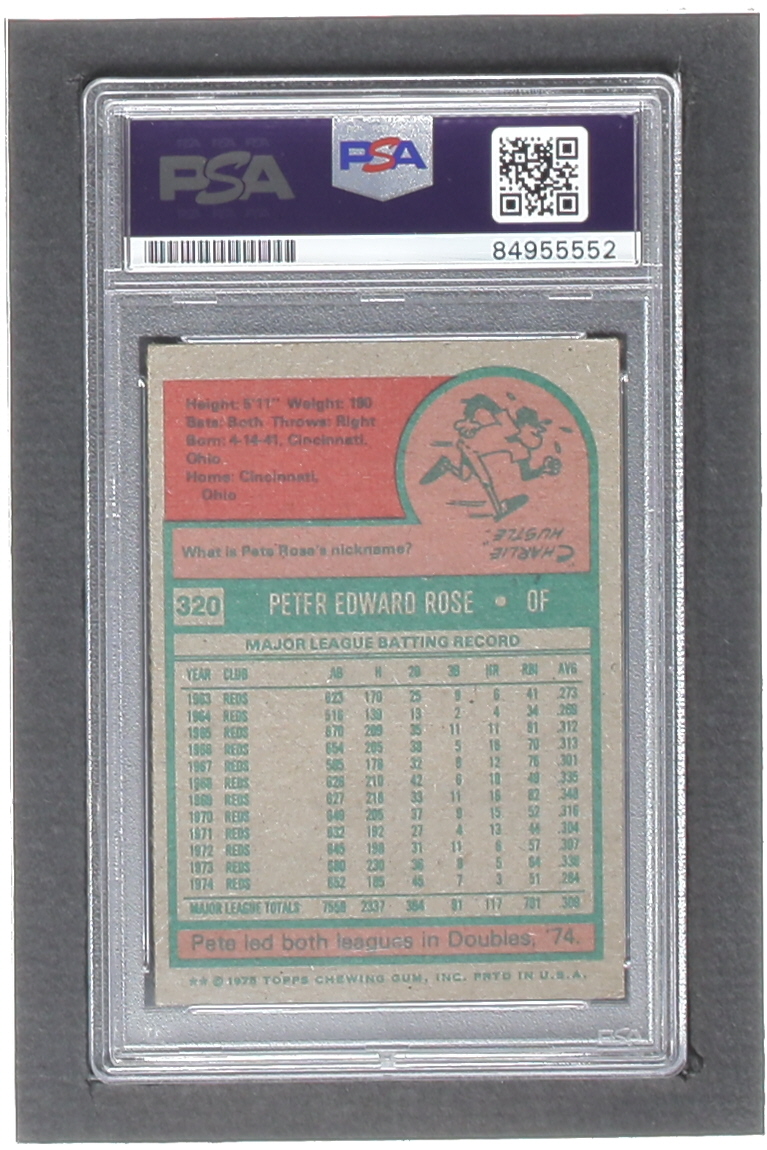 PSA
PSA
84955552
Height: 5'11" Weight: 190
Bats: Both Throws: Right
Born: 4-14-41, Cincinnati,
Ohio
Home: Cincinnati,
Ohio
What is Pete Rose's nickname?
"CHARLIE
HUSTLE"
320 PETER EDWARD ROSE • OF
MAJOR LEAGUE BATTING RECORD
YEAR CLUB AB H 2B 3B HR RBI AVG
1963 REDS 623 170 25 9 6 41 .273
1964 REDS 516 139 13 2 4 34 .269
1965 REDS 670 209 35 11 11 81 .312
1966 REDS 654 205 38 5 16 70 .313
1967 REDS 585 176 32 8 12 76 .301
1968 REDS 626 210 42 6 10 49 .335
1969 REDS 627 218 33 11 16 82 .348
1970 REDS 649 205 37 9 15 52 .316
1971 REDS 632 192 27 4 13 44 .304
1972 REDS 645 198 31 11 6 57 .307
1973 REDS 680 230 36 8 5 64 .338
1974 REDS 652 185 45 7 3 51 .284
MAJOR LEAGUE TOTALS 7559 2337 394 91 117 701 .309
Pete led both leagues in Doubles, '74.
** © 1975 TOPPS CHEWING GUM, INC. PRTD IN U.S.A.
PSA